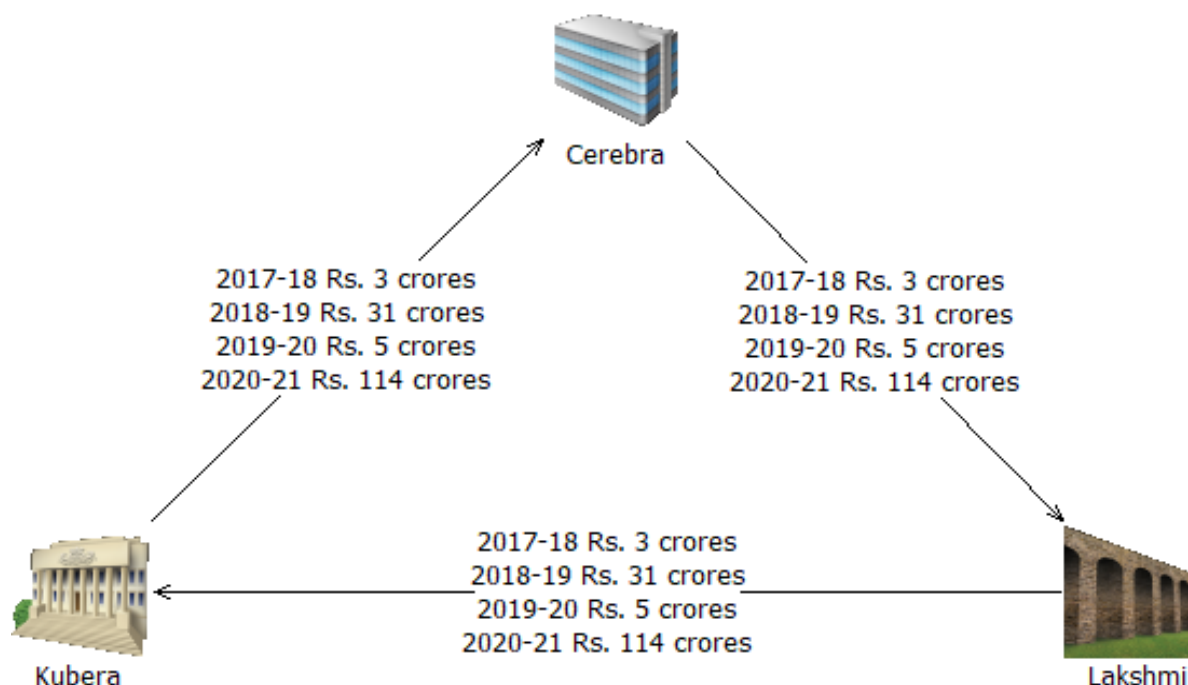 Cerebra
2017-18 Rs. 3 crores
2018-19 Rs. 31 crores
2019-20 Rs. 5 crores
2020-21 Rs. 114 crores
2017-18 Rs. 3 crores
2018-19 Rs. 31 crores
2019-20 Rs. 5 crores
2020-21 Rs. 114 crores
2017-18 Rs. 3 crores
2018-19 Rs. 31 crores
2019-20 Rs. 5 crores
2020-21 Rs. 114 crores
Kubera
Lakshmi